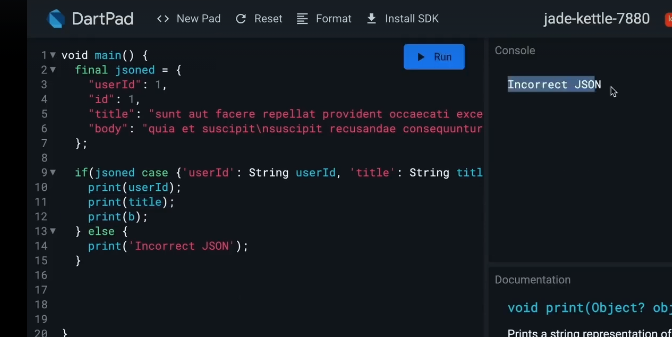 DartPad
<> New Pad
Reset
Format
Install SDK
jade-kettle-7880
Run
1 void main() {
2 final jsoned = {
3 "userId": 1,
4 "id": 1,
5 "title": "sunt aut facere repellat provident occaecati exce
6 "body": "quia et suscipit\nsuscipit recusandae consequuntur
7 };
8
9 if(jsoned case {'userId': String userId, 'title': String titl
10 print(userId);
11 print(title);
12 print(b);
13 } else {
14 print('Incorrect JSON');
15 }
16
17
18
19
20 }
Console
Incorrect JSON
Documentation
void print(Object? obj
Prints a string representation of